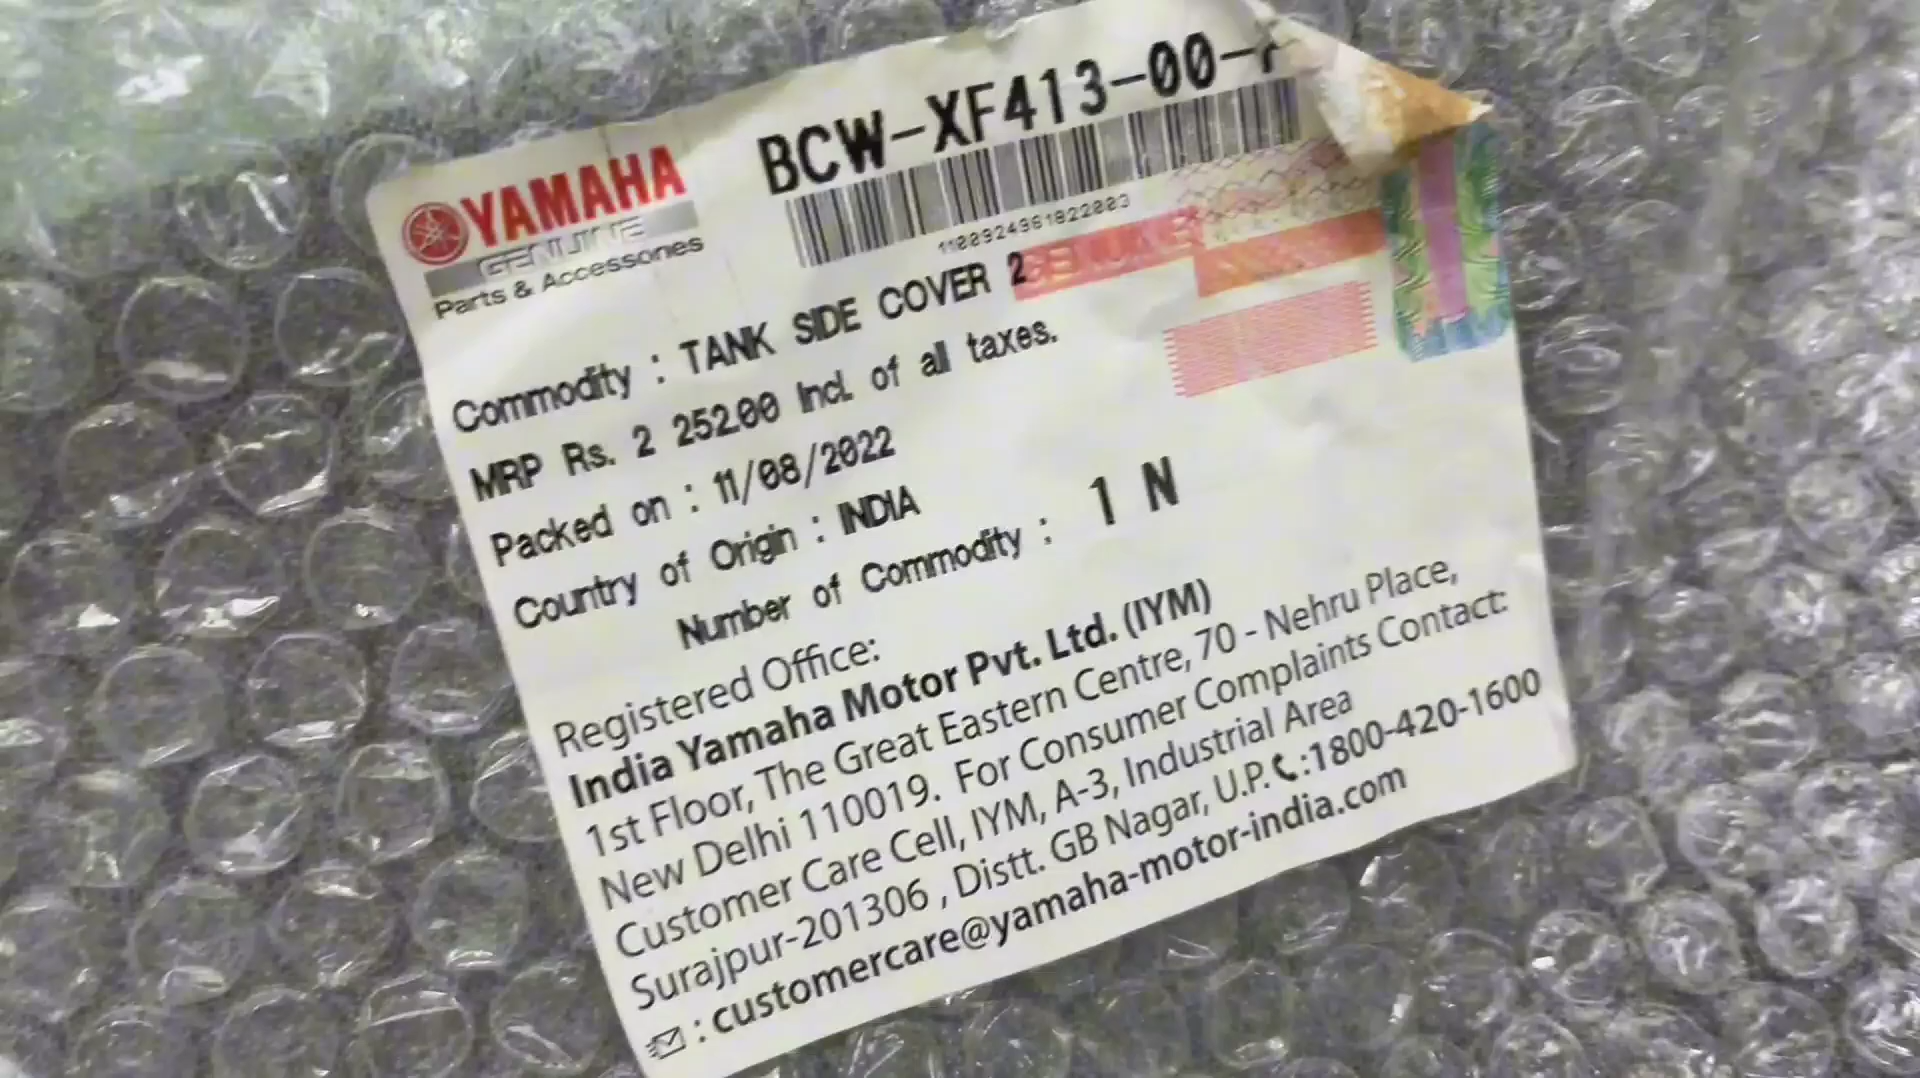 BCW-XF413-00-
YAMAHA
GENUINE
Parts & Accessories
Commodity : TANK SIDE COVER 2
MRP Rs. 2 252.00 Incl. of all taxes.
Packed on : 11/08/2022
Country of Origin : INDIA
Number of Commodity : 1 N
Registered Office:
India Yamaha Motor Pvt. Ltd. (IYM)
1st Floor, The Great Eastern Centre, 70 - Nehru Place,
New Delhi 110019. For Consumer Complaints Contact:
Customer Care Cell, IYM, A-3, Industrial Area
Surajpur-201306 , Distt. GB Nagar, U.P. :1800-420-1600
: customercare@yamaha-motor-india.com